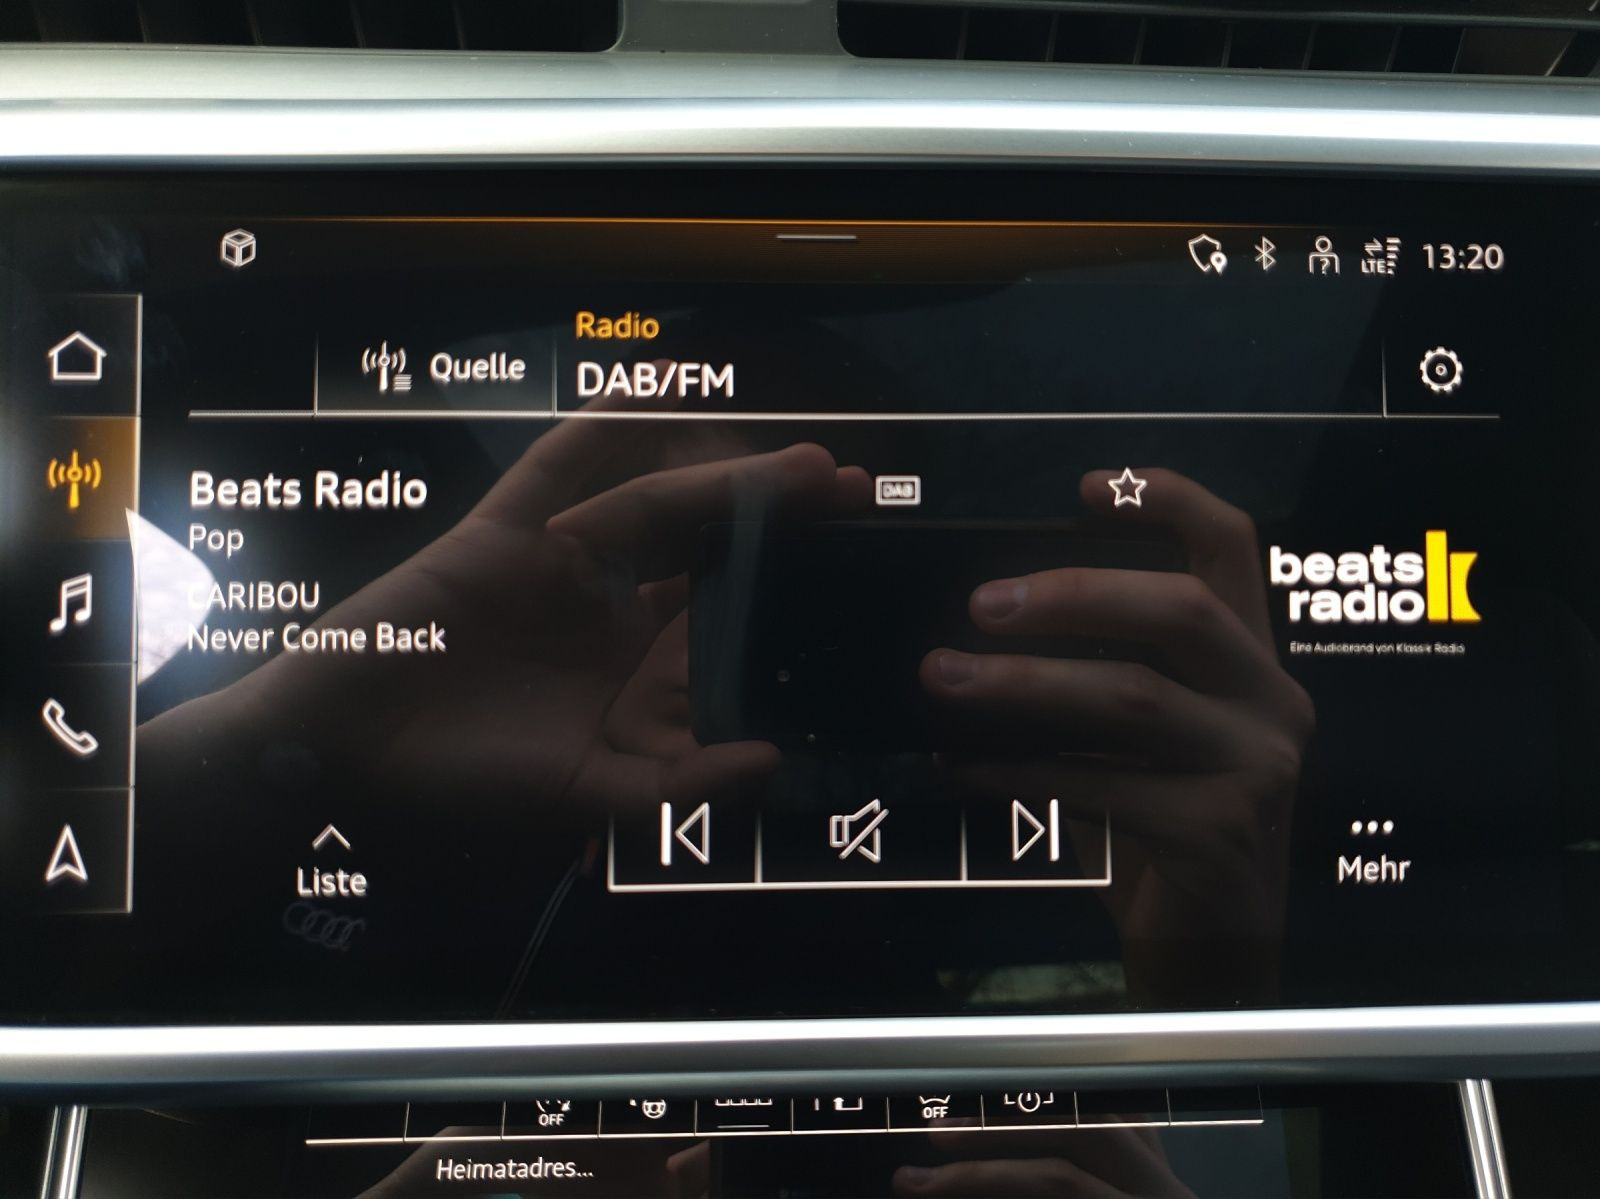 LTE 13:20
Radio
Quelle DAB/FM
Beats Radio
DAB
Pop
CARIBOU
Never Come Back
beats
radio
Eine Audiobrand von Klassik Radio
Liste
Mehr
OFF
OFF
Heimatadres...